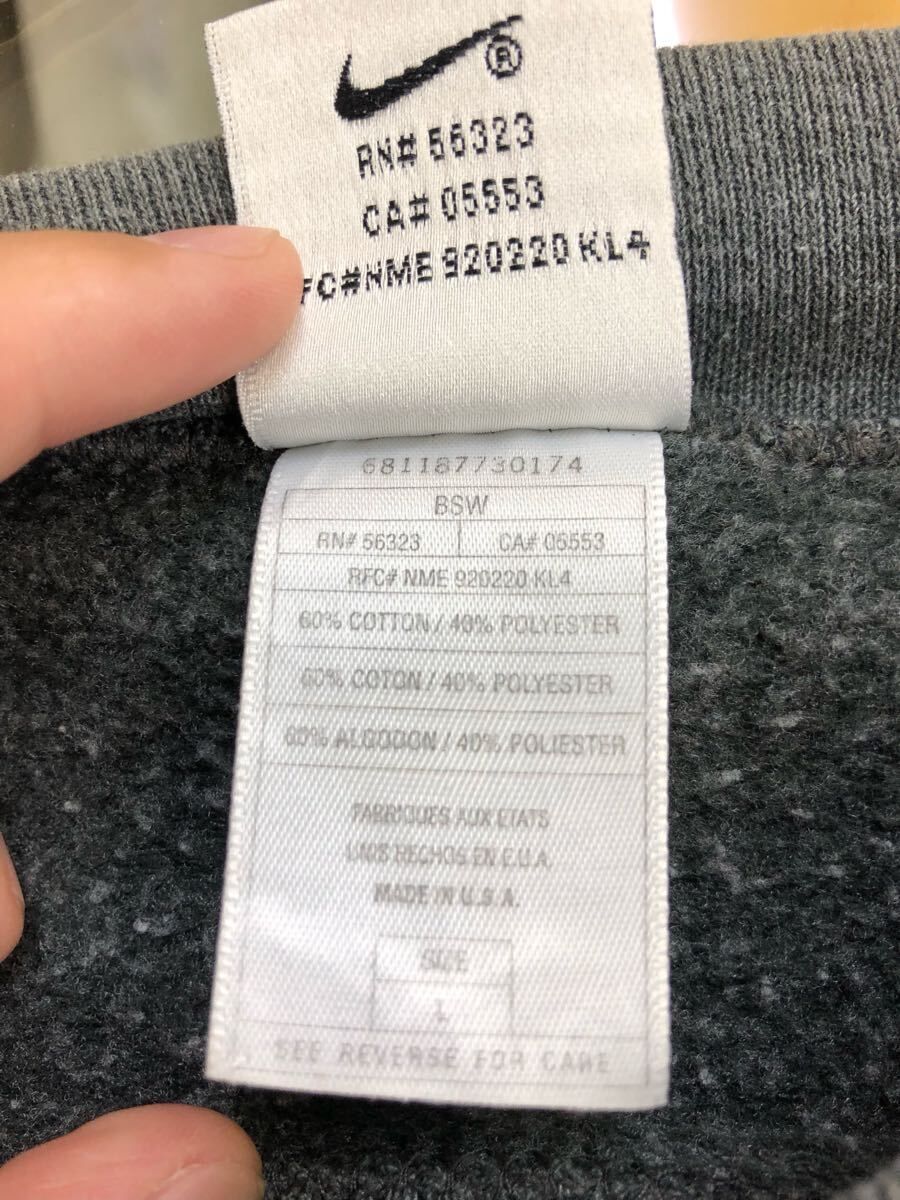 ®
RN# 56323
CA# 05553
FC#NME 920220 KL4
681187730174
BSW
RN# 56323 CA# 05553
RFC# NME 920220 KL4
60% COTTON / 40% POLYESTER
60% COTON / 40% POLYESTER
60% ALGODON / 40% POLIESTER
FABRIQUES AUX ETATS
UNIS HECHOS EN E.U.A.
MADE IN U.S.A.
SIZE
L
SEE REVERSE FOR CARE